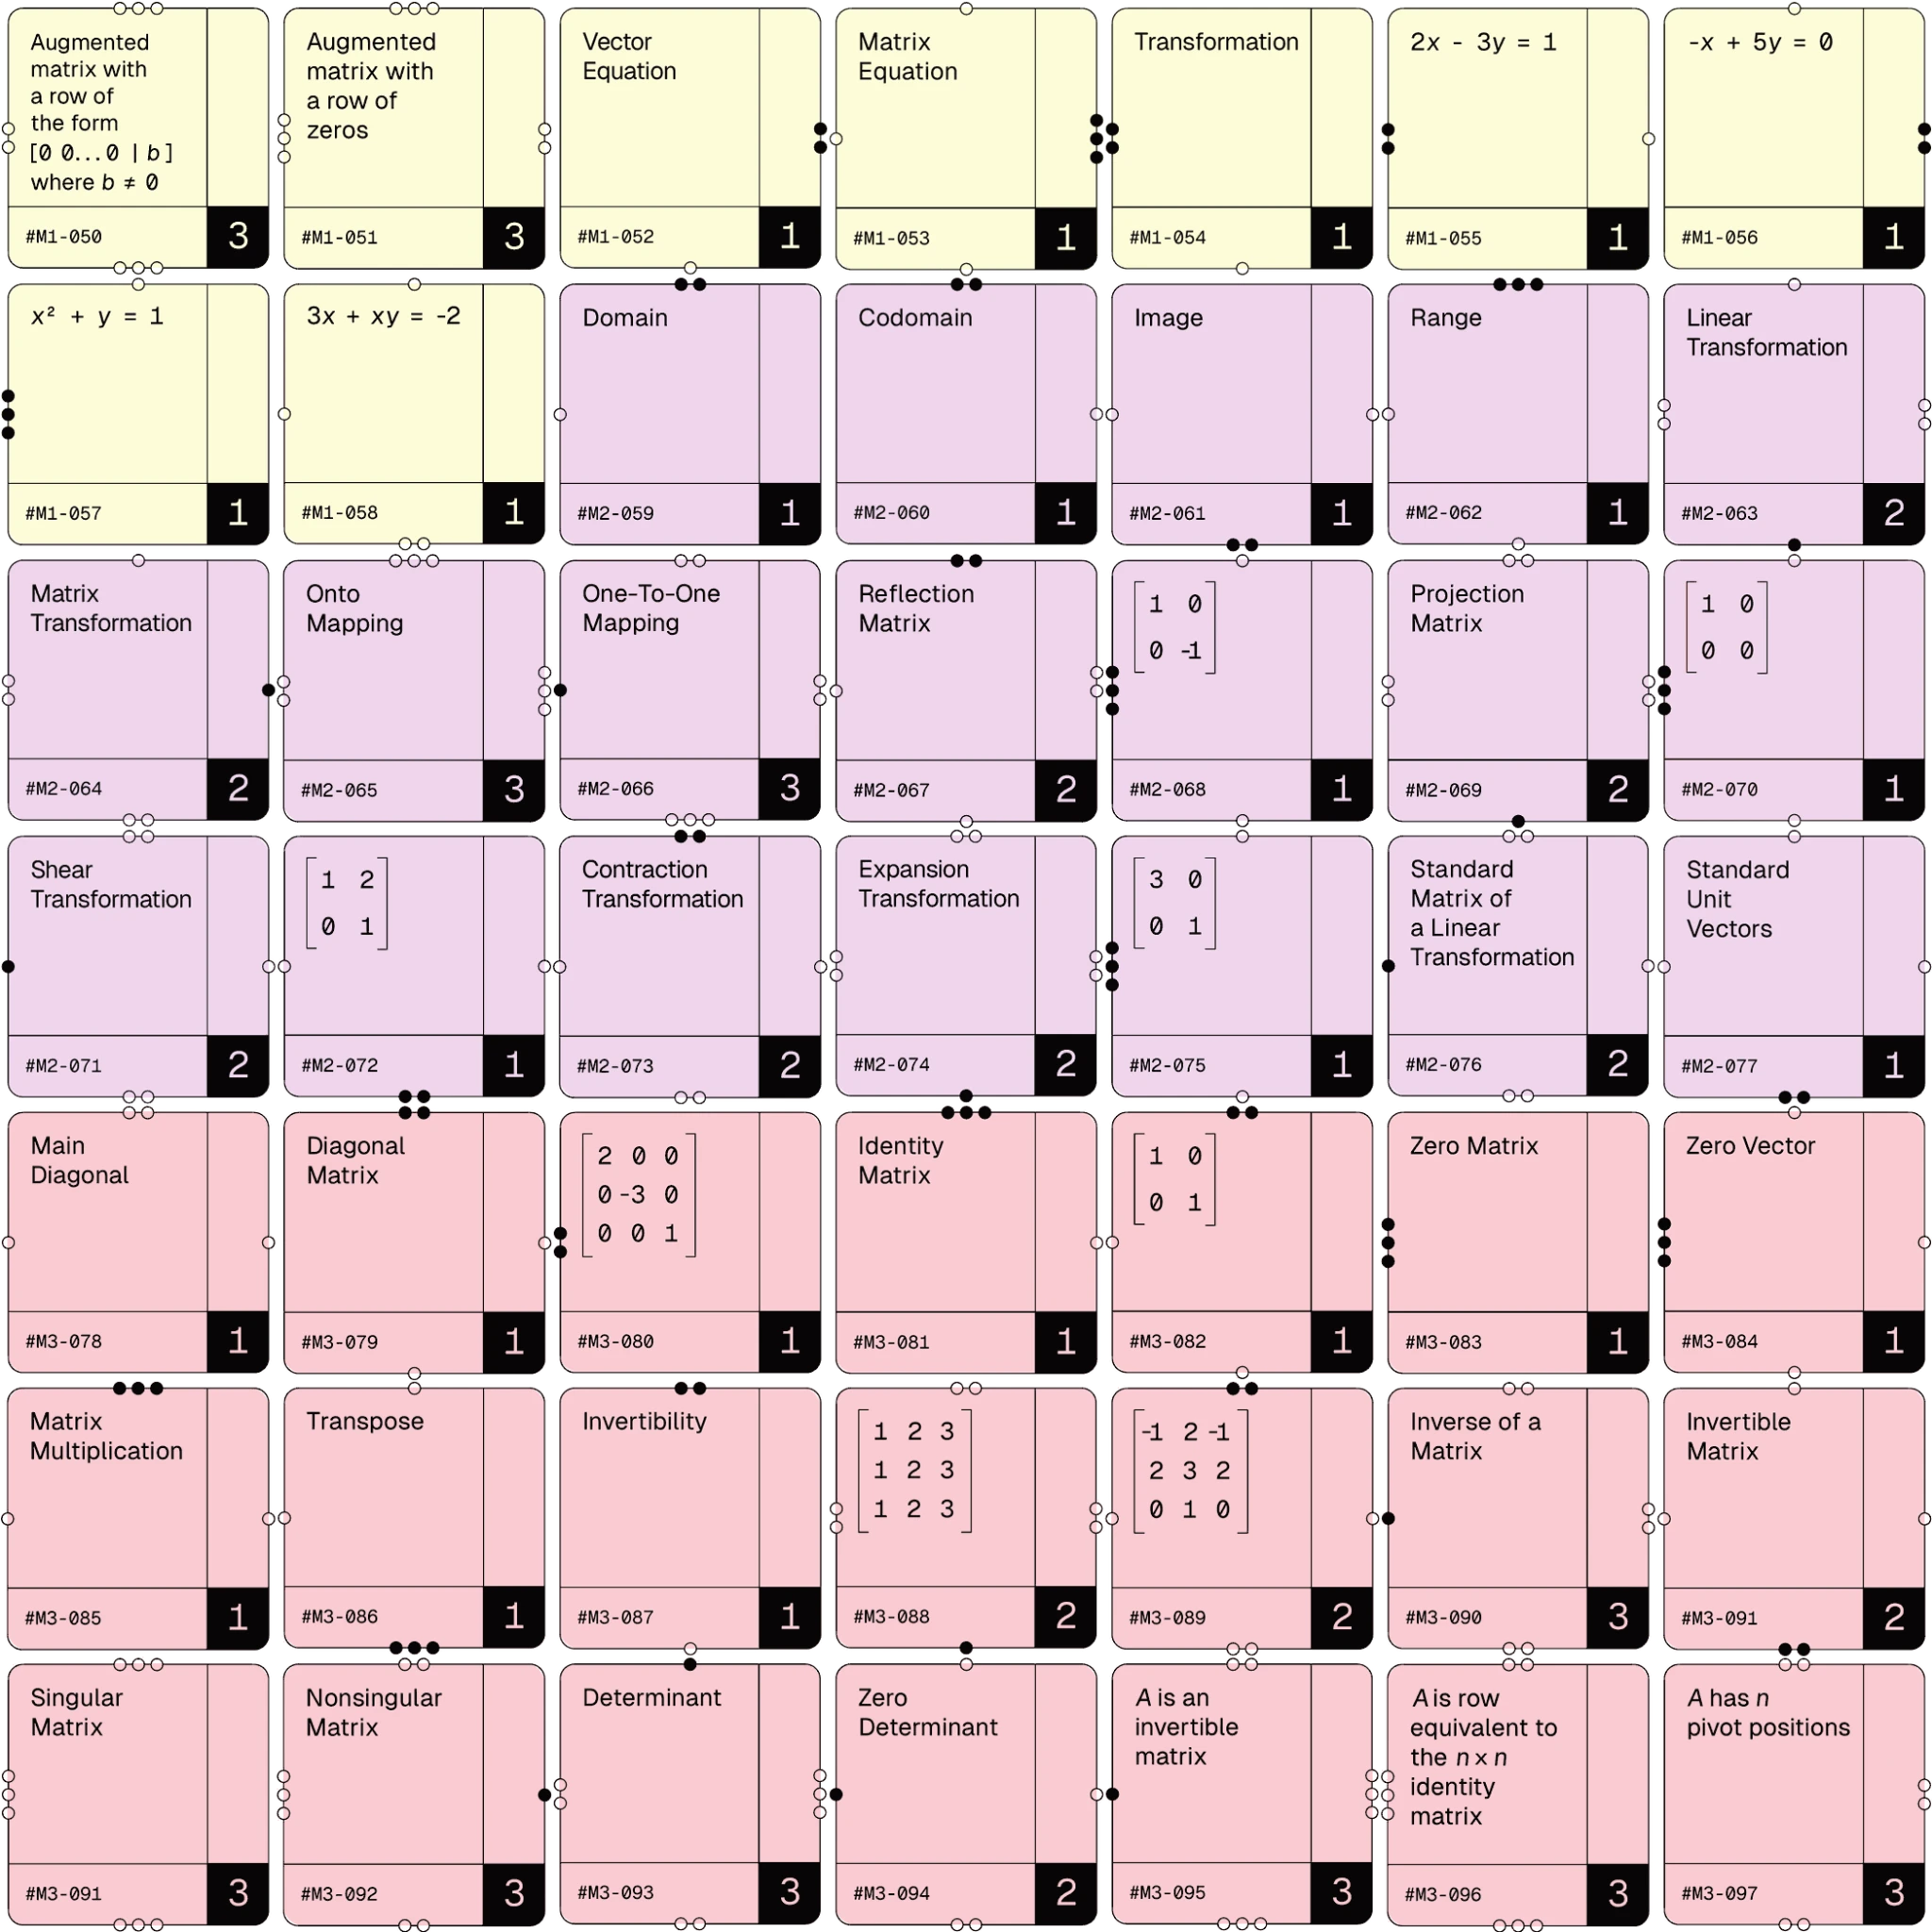 Augmented
matrix with
a row of
the form
[0 0...0 | b]
where b ≠ 0
#M1-050
3
Augmented
matrix with
a row of
zeros
#M1-051
3
Vector
Equation
#M1-052
1
Matrix
Equation
#M1-053
1
Transformation
#M1-054
1
2x - 3y = 1
#M1-055
1
-x + 5y = 0
#M1-056
1
x² + y = 1
#M1-057
1
3x + xy = -2
#M1-058
1
Domain
#M2-059
1
Codomain
#M2-060
1
Image
#M2-061
1
Range
#M2-062
1
Linear
Transformation
#M2-063
2
Matrix
Transformation
#M2-064
2
Onto
Mapping
#M2-065
3
One-To-One
Mapping
#M2-066
3
Reflection
Matrix
#M2-067
2
1 0
0 -1
#M2-068
1
Projection
Matrix
#M2-069
2
1 0
0 0
#M2-070
1
Shear
Transformation
#M2-071
2
1 2
0 1
#M2-072
1
Contraction
Transformation
#M2-073
2
Expansion
Transformation
#M2-074
2
3 0
0 1
#M2-075
1
Standard
Matrix of
a Linear
Transformation
#M2-076
2
Standard
Unit
Vectors
#M2-077
1
Main
Diagonal
#M3-078
1
Diagonal
Matrix
#M3-079
1
2 0 0
0 -3 0
0 0 1
#M3-080
1
Identity
Matrix
#M3-081
1
1 0
0 1
#M3-082
1
Zero Matrix
#M3-083
1
Zero Vector
#M3-084
1
Matrix
Multiplication
#M3-085
1
Transpose
#M3-086
1
Invertibility
#M3-087
1
1 2 3
1 2 3
1 2 3
#M3-088
2
-1 2 -1
2 3 2
0 1 0
#M3-089
2
Inverse of a
Matrix
#M3-090
3
Invertible
Matrix
#M3-091
2
Singular
Matrix
#M3-091
3
Nonsingular
Matrix
#M3-092
3
Determinant
#M3-093
3
Zero
Determinant
#M3-094
2
A is an
invertible
matrix
#M3-095
3
A is row
equivalent to
the n x n
identity
matrix
#M3-096
3
A has n
pivot positions
#M3-097
3